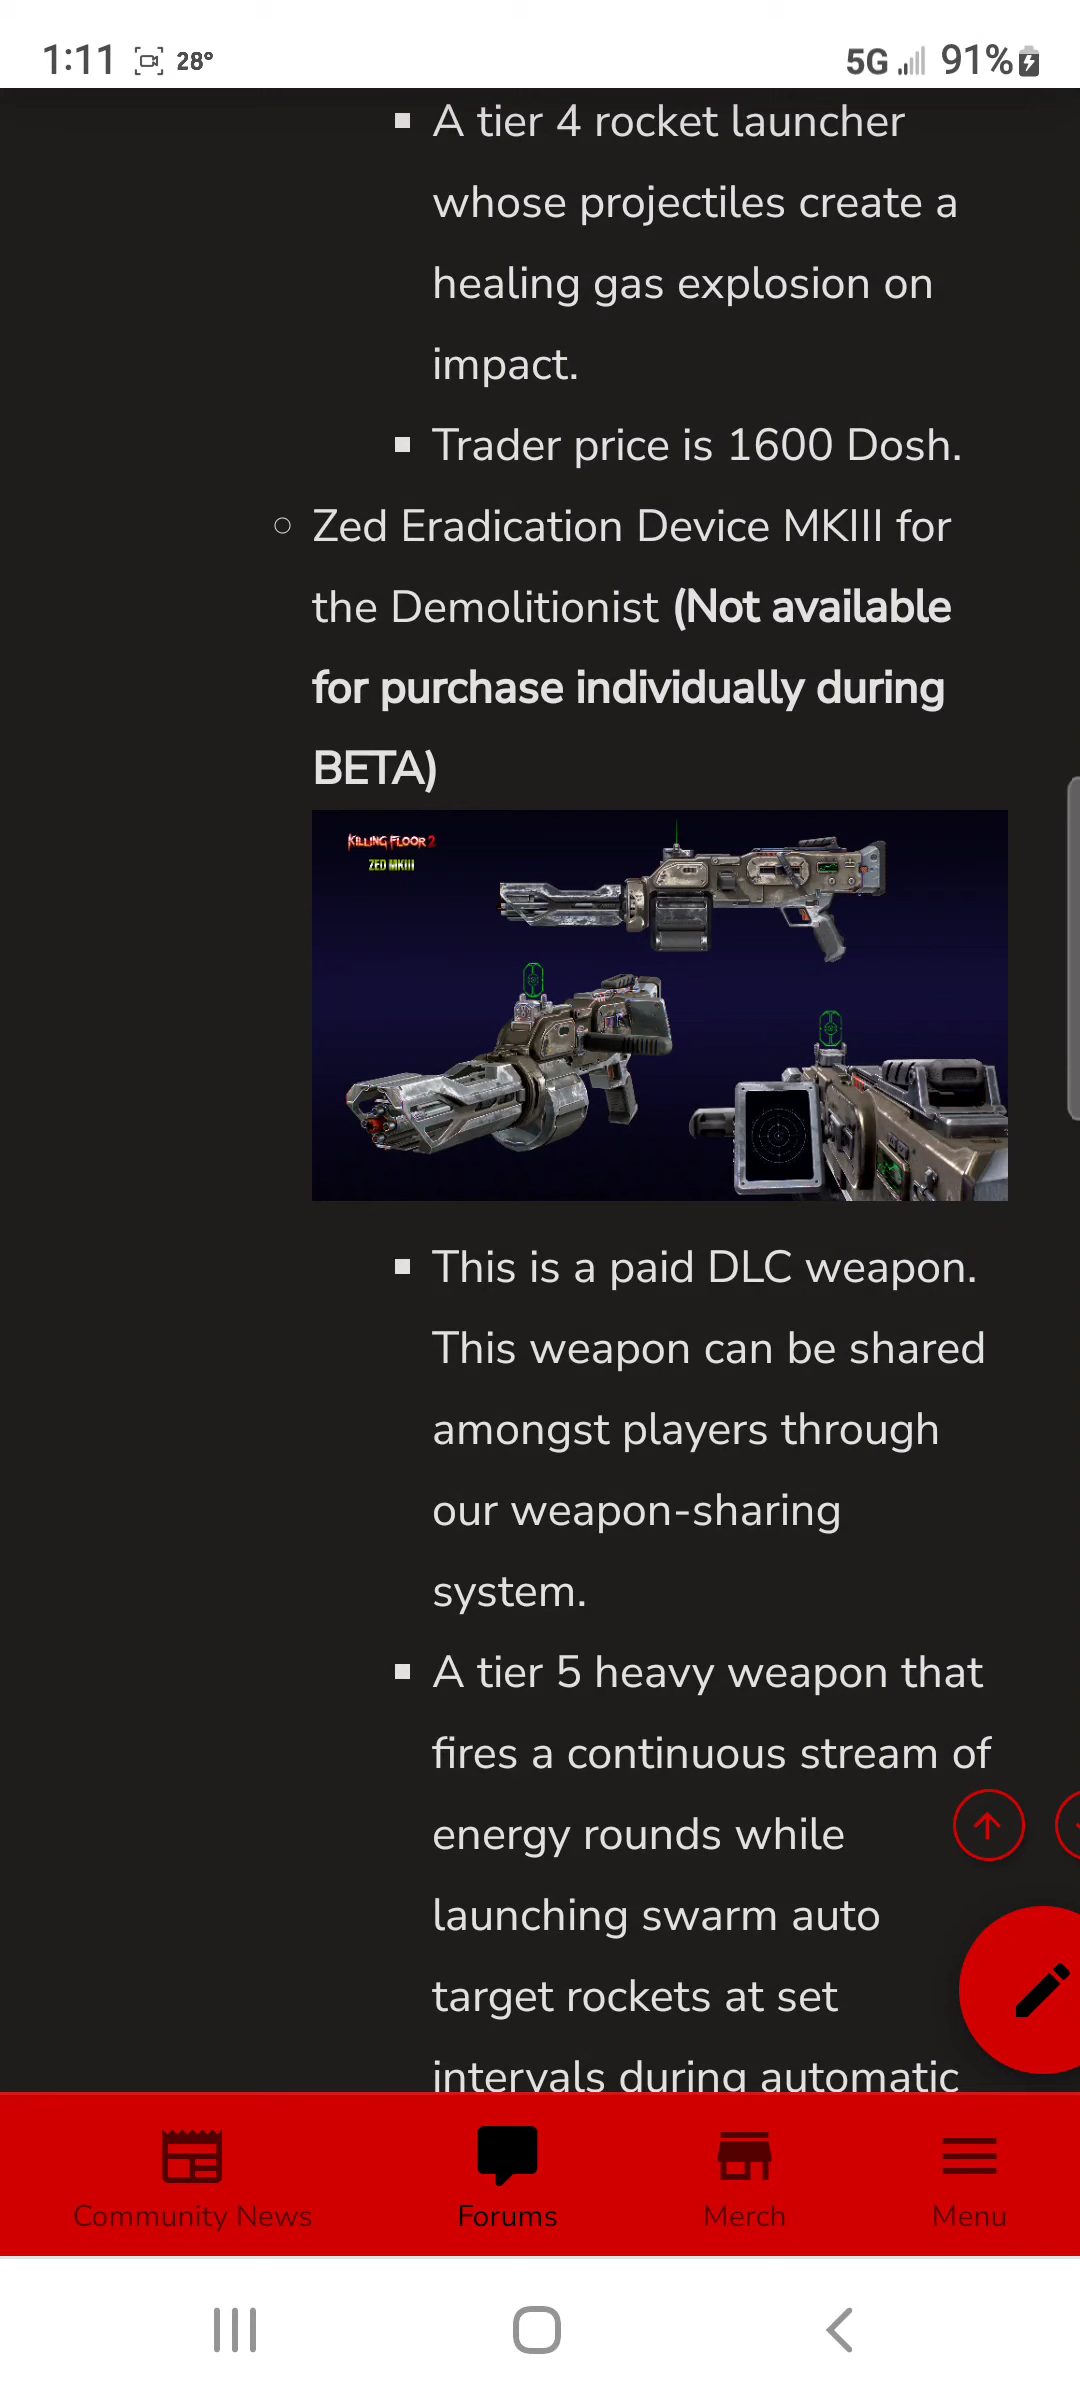 1:11 28° 5G 91%
A tier 4 rocket launcher
whose projectiles create a
healing gas explosion on
impact.
Trader price is 1600 Dosh.
Zed Eradication Device MKIII for
the Demolitionist (Not available
for purchase individually during
BETA)
KILLING FLOOR 2
ZED MKIII
This is a paid DLC weapon.
This weapon can be shared
amongst players through
our weapon-sharing
system.
A tier 5 heavy weapon that
fires a continuous stream of
energy rounds while
launching swarm auto
target rockets at set
intervals during automatic
Community News Forums Merch Menu